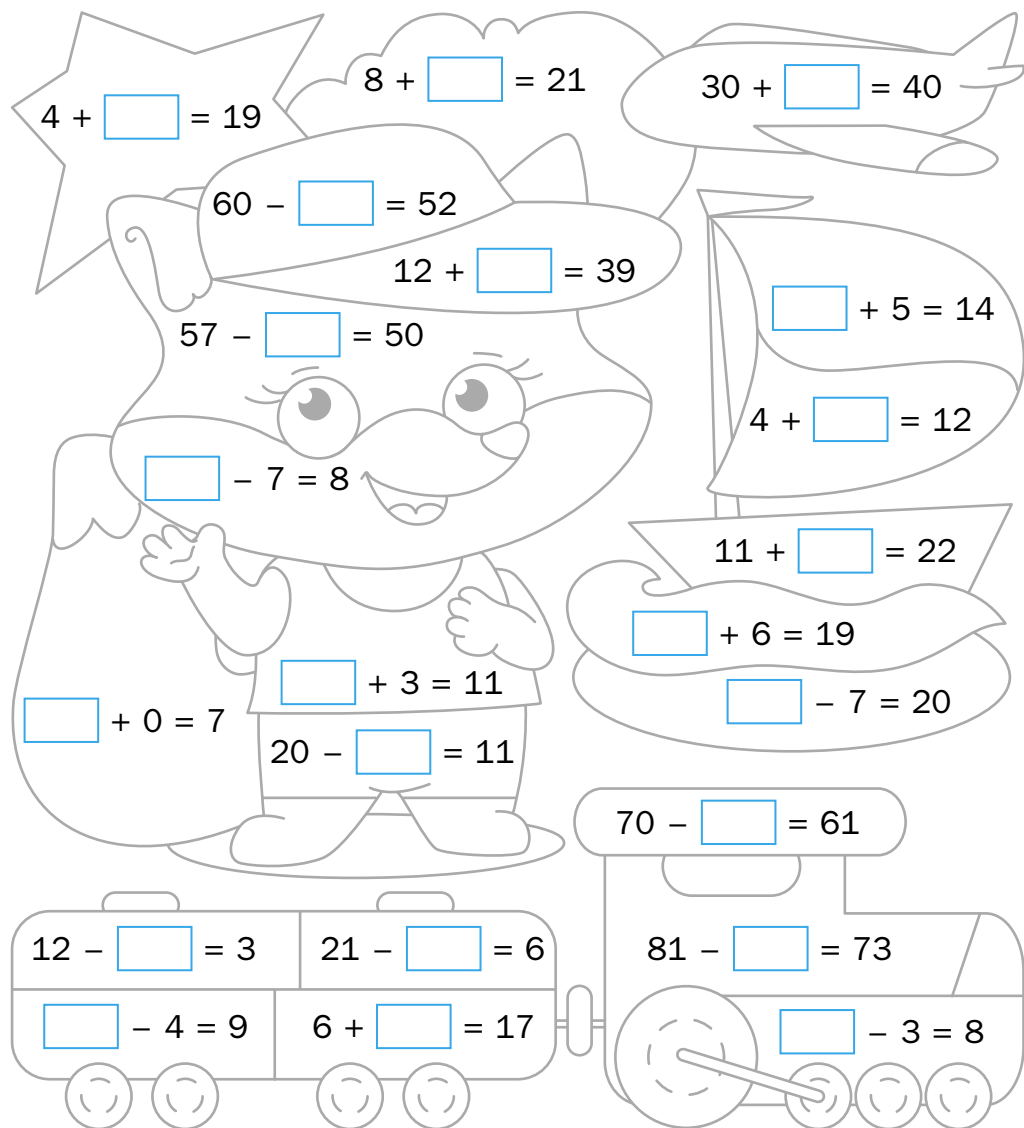 8 + = 21
30 + = 40
4 + = 19
60 – = 52
12 + = 39
+ 5 = 14
57 – = 50
4 + = 12
– 7 = 8
11 + = 22
+ 6 = 19
+ 3 = 11
– 7 = 20
+ 0 = 7
20 – = 11
70 – = 61
12 – = 3
21 – = 6
81 – = 73
– 4 = 9
6 + = 17
– 3 = 8